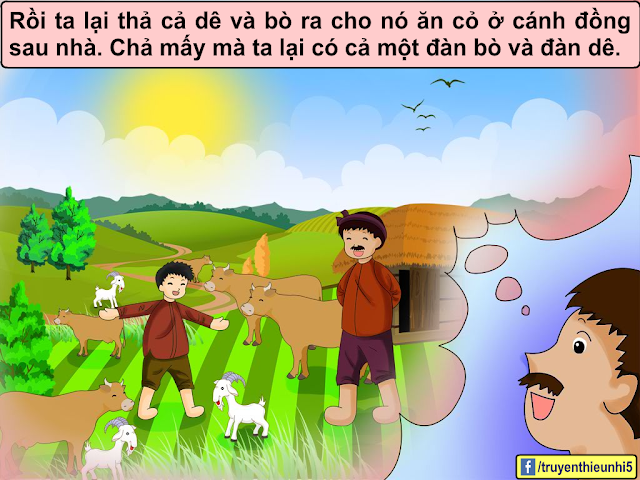 Rồi ta lại thả cả dê và bò ra cho nó ăn cỏ ở cánh đồng
sau nhà. Chả mấy mà ta lại có cả một đàn bò và đàn dê.
f /truyenthieunhi5